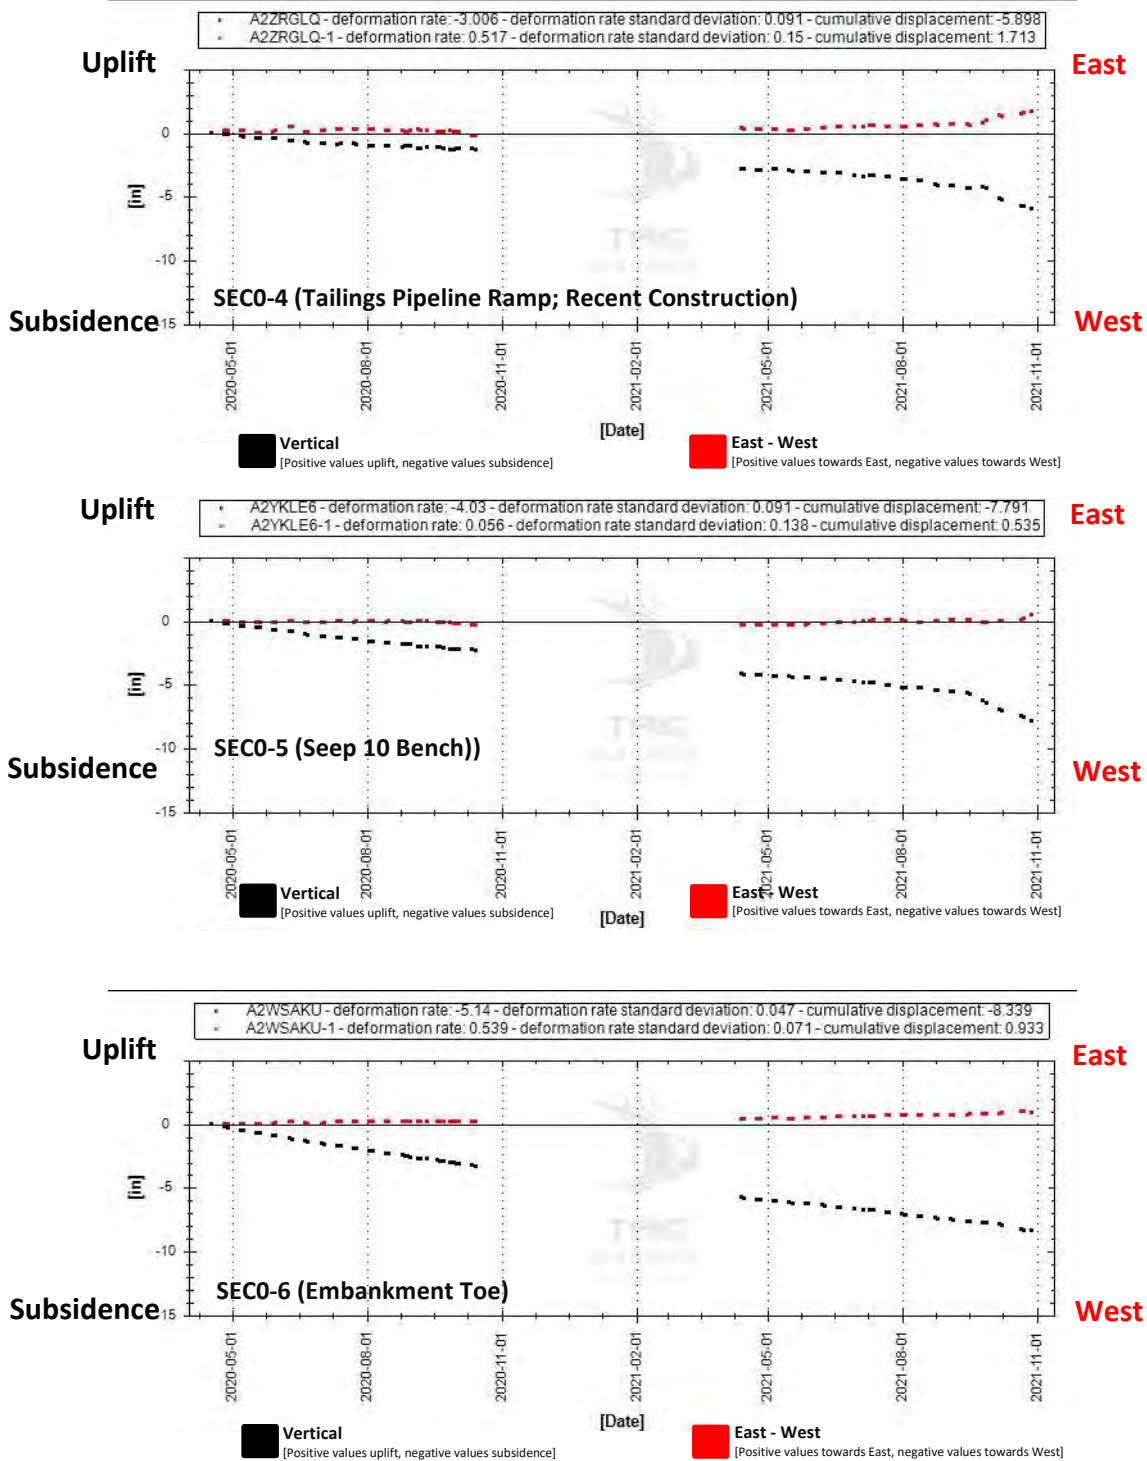 A2ZRGLQ - deformation rate: -3.006 - deformation rate standard deviation: 0.091 - cumulative displacement: -5.898
A2ZRGLQ-1 - deformation rate: 0.517 - deformation rate standard deviation: 0.15 - cumulative displacement: 1.713
Uplift
East
0
-5
[in]
-10
SEC0-4 (Tailings Pipeline Ramp; Recent Construction)
Subsidence
-15
West
2020-05-01
2020-08-01
2020-11-01
2021-02-01
2021-05-01
2021-08-01
2021-11-01
[Date]
Vertical
[Positive values uplift, negative values subsidence]
East - West
[Positive values towards East, negative values towards West]
TRE
Uplift
A2YKLE6 - deformation rate: -4.03 - deformation rate standard deviation: 0.091 - cumulative displacement: -7.791
A2YKLE6-1 - deformation rate: 0.056 - deformation rate standard deviation: 0.138 - cumulative displacement: 0.535
East
0
-5
[in]
-10
SEC0-5 (Seep 10 Bench))
Subsidence
-15
West
2020-05-01
2020-08-01
2020-11-01
2021-02-01
2021-05-01
2021-08-01
2021-11-01
[Date]
Vertical
[Positive values uplift, negative values subsidence]
East - West
[Positive values towards East, negative values towards West]
TRE
A2WSAKU - deformation rate: -5.14 - deformation rate standard deviation: 0.047 - cumulative displacement: -8.339
A2WSAKU-1 - deformation rate: 0.539 - deformation rate standard deviation: 0.071 - cumulative displacement: 0.933
Uplift
East
0
-5
[in]
-10
SEC0-6 (Embankment Toe)
Subsidence
-15
West
2020-05-01
2020-08-01
2020-11-01
2021-02-01
2021-05-01
2021-08-01
2021-11-01
[Date]
Vertical
[Positive values uplift, negative values subsidence]
East - West
[Positive values towards East, negative values towards West]
TRE